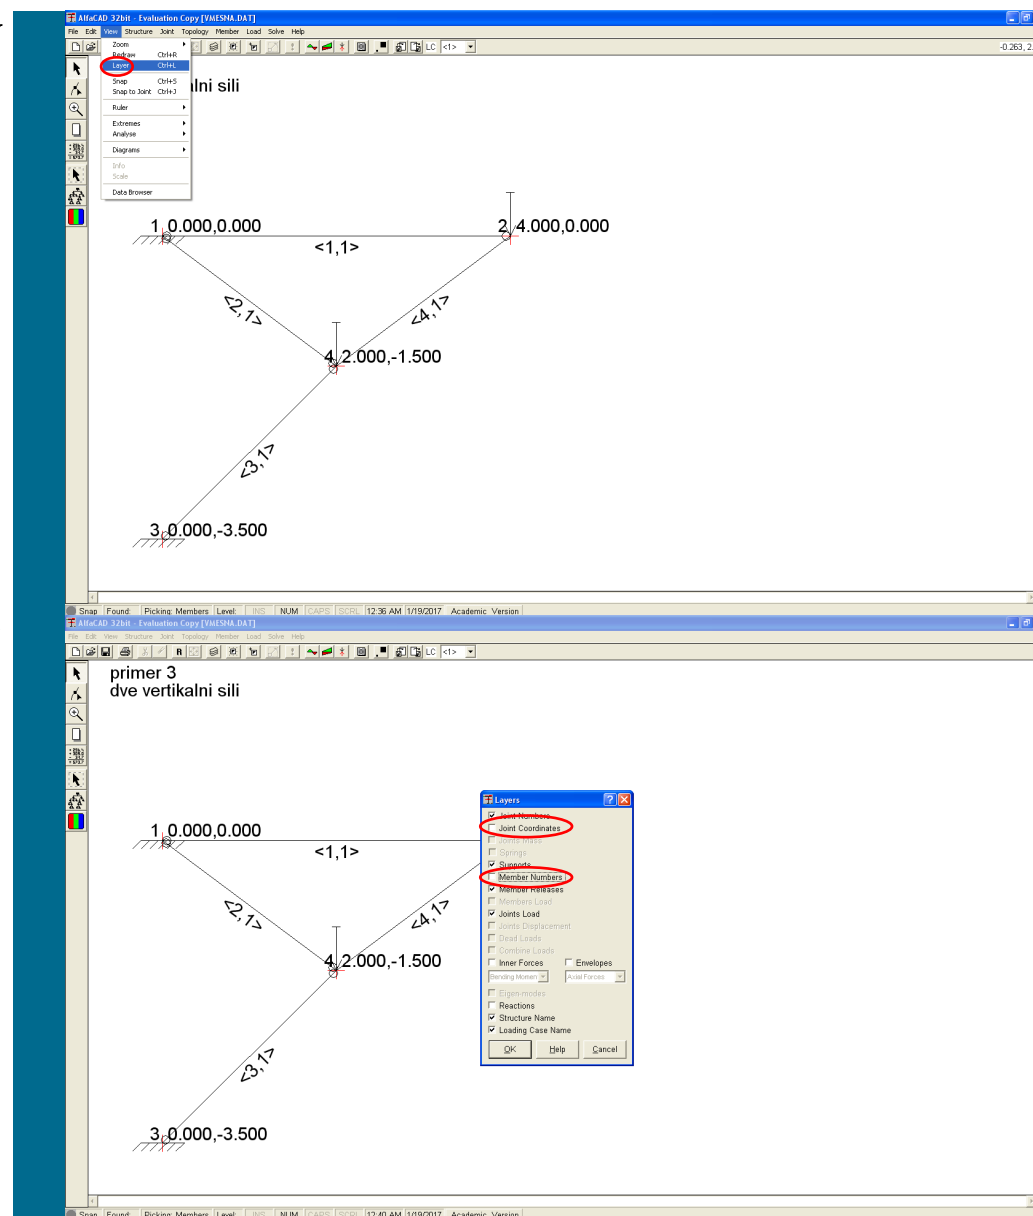 AlfaCAD 32bit - Evaluation Copy [VMESNA.DAT]
File Edit View Structure Joint Topology Member Load Solve Help
LC <1>
-0.263, 2.
Zoom
Redraw Ctrl+R
Layer Ctrl+L
Snap Ctrl+S
Snap to Joint Ctrl+J
Ruler
Extremes
Analyse
Diagrams
Info
Scale
Data Browser
lni sili
1 0.000,0.000
2 4.000,0.000
<1,1>
<2,1>
<4,1>
4 2.000,-1.500
<3,1>
3 0.000,-3.500
Snap Found: Picking: Members Level: INS NUM CAPS SCRL 12:36 AM 1/19/2017 Academic Version
AlfaCAD 32bit - Evaluation Copy [VMESNA.DAT]
File Edit View Structure Joint Topology Member Load Solve Help
LC <1>
primer 3
dve vertikalni sili
1 0.000,0.000
<1,1>
<2,1>
<4,1>
4 2.000,-1.500
<3,1>
3 0.000,-3.500
Layers
Joint Numbers
Joint Coordinates
Joints Mass
Springs
Supports
Member Numbers
Member Releases
Members Load
Joints Load
Joints Displacement
Dead Loads
Combine Loads
Inner Forces Envelopes
Bending Momen Axial Forces
Eigen-modes
Reactions
Structure Name
Loading Case Name
OK Help Cancel
Snap Found: Picking: Members Level: INS NUM CAPS SCRL 12:40 AM 1/19/2017 Academic Version